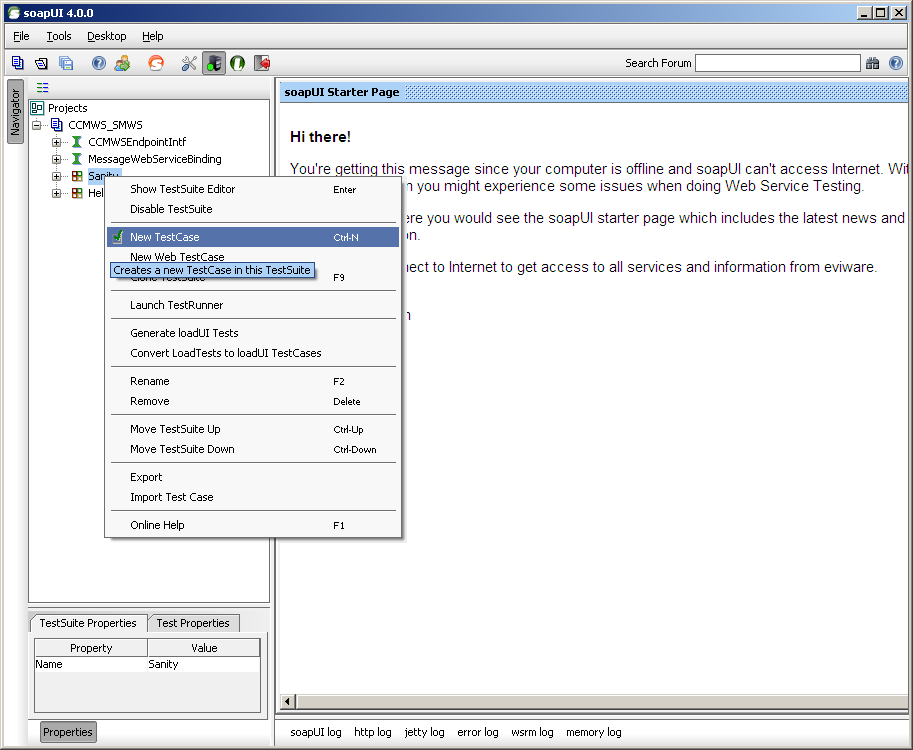 soapUI 4.0.0
File Tools Desktop Help
Search Forum
Navigator
Projects
CCMWS_SMWS
CCMWSEndpointIntf
MessageWebServiceBinding
Sanity
Hel
Show TestSuite Editor Enter
Disable TestSuite
New TestCase Ctrl-N
New Web TestCase
Creates a new TestCase in this TestSuite
Clone TestSuite F9
Launch TestRunner
Generate loadUI Tests
Convert LoadTests to loadUI TestCases
Rename F2
Remove Delete
Move TestSuite Up Ctrl-Up
Move TestSuite Down Ctrl-Down
Export
Import Test Case
Online Help F1
soapUI Starter Page
Hi there!
You're getting this message since your computer is offline and soapUI can't access Internet. Wit
n you might experience some issues when doing Web Service Testing.
ere you would see the soapUI starter page which includes the latest news and
on.
nect to Internet to get access to all services and information from eviware.
n
TestSuite Properties Test Properties
Property Value
Name Sanity
Properties
soapUI log http log jetty log error log wsrm log memory log